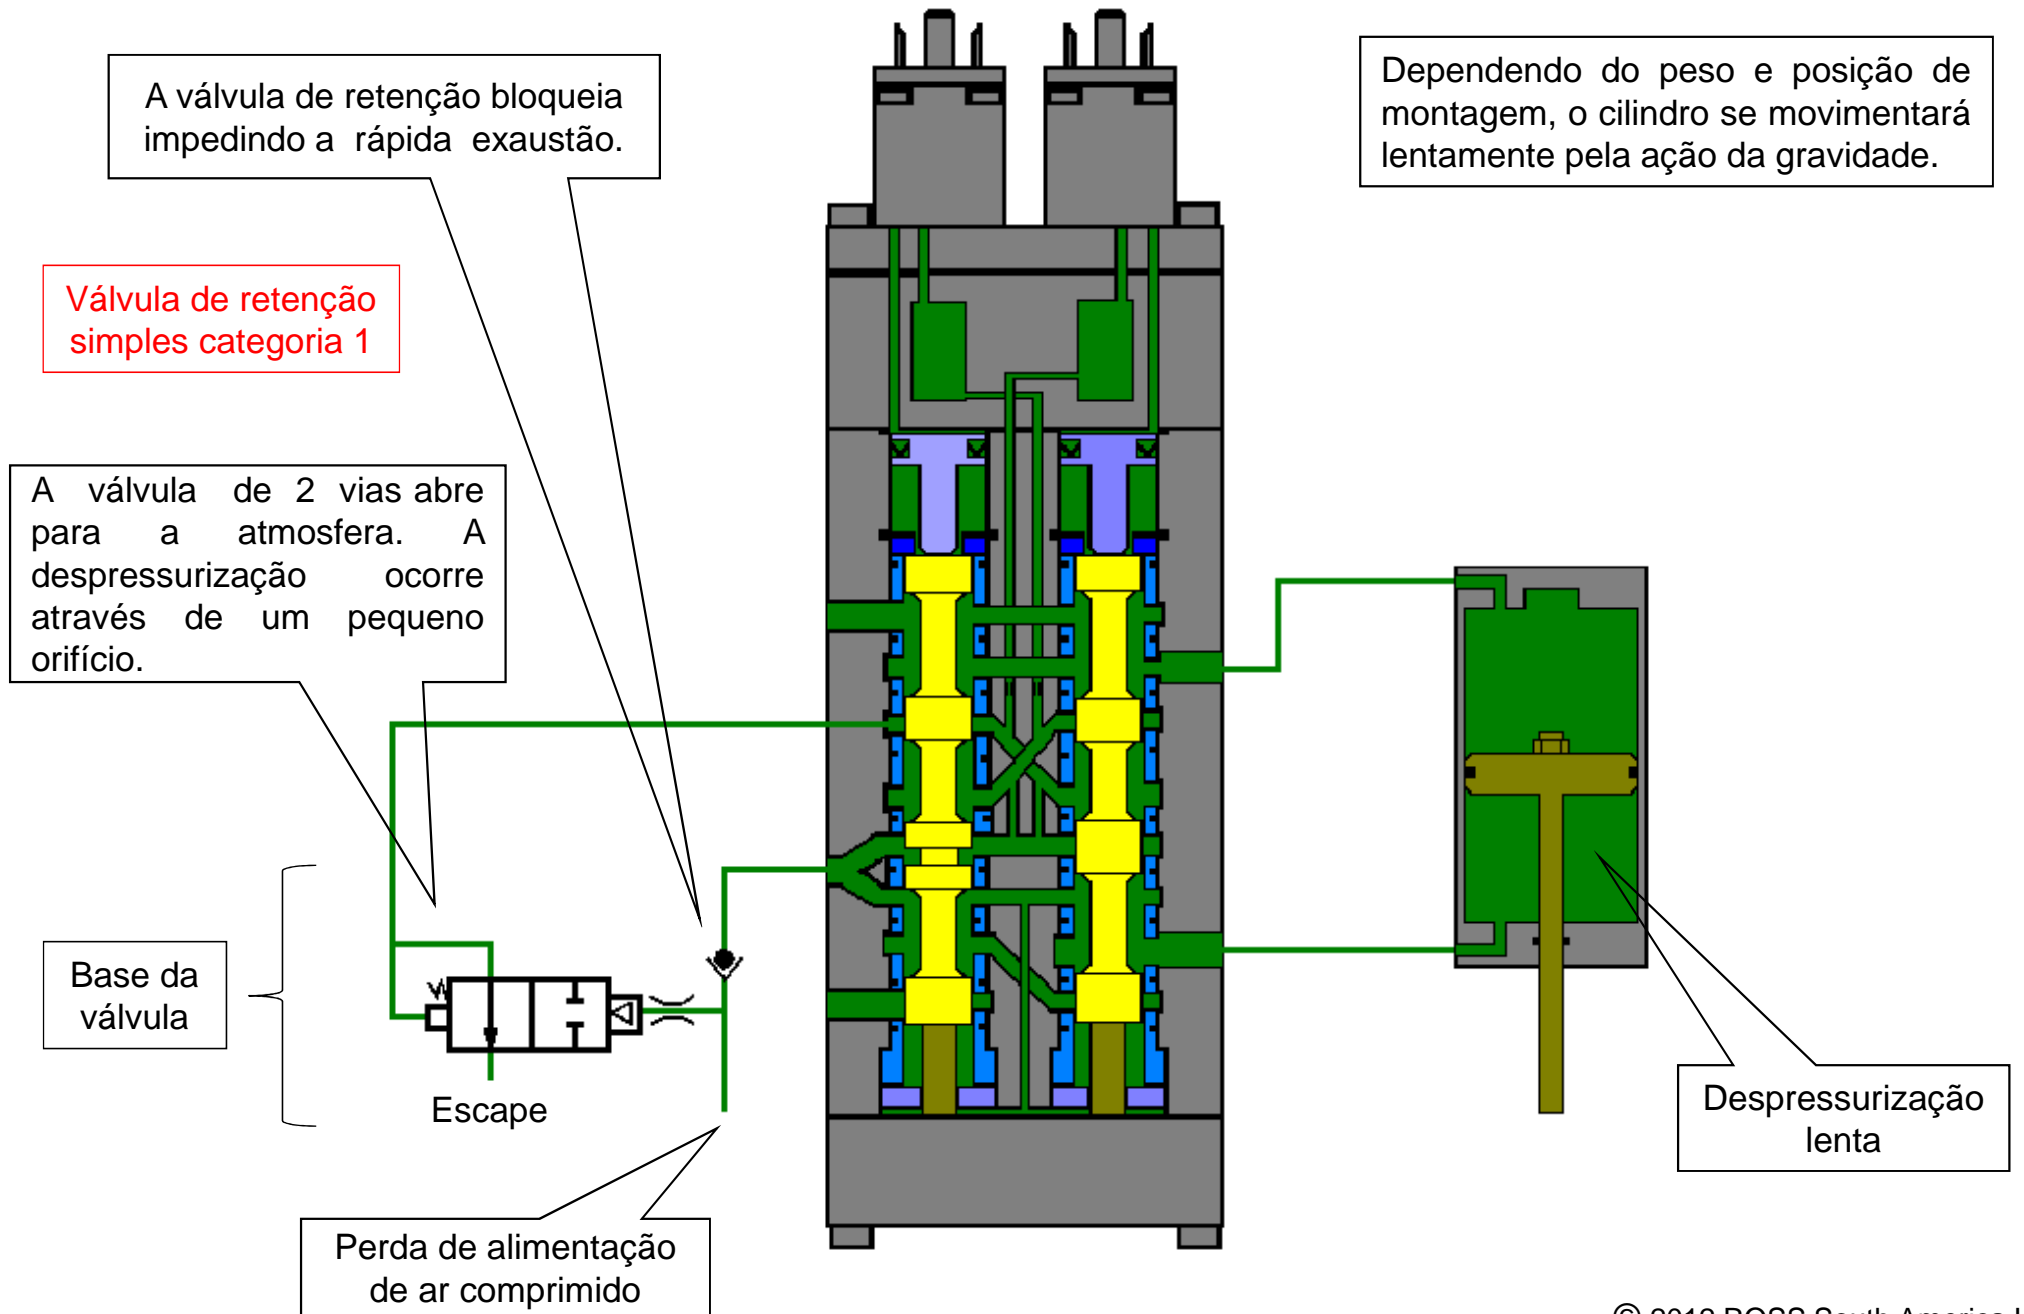 A válvula de retenção bloqueia
impedindo a rápida exaustão.
Dependendo do peso e posição de
montagem, o cilindro se movimentará
lentamente pela ação da gravidade.
Válvula de retenção
simples categoria 1
A válvula de 2 vias abre
para a atmosfera. A
despressurização ocorre
através de um pequeno
orifício.
Base da
válvula
Escape
Despressurização
lenta
Perda de alimentação
de ar comprimido
South America